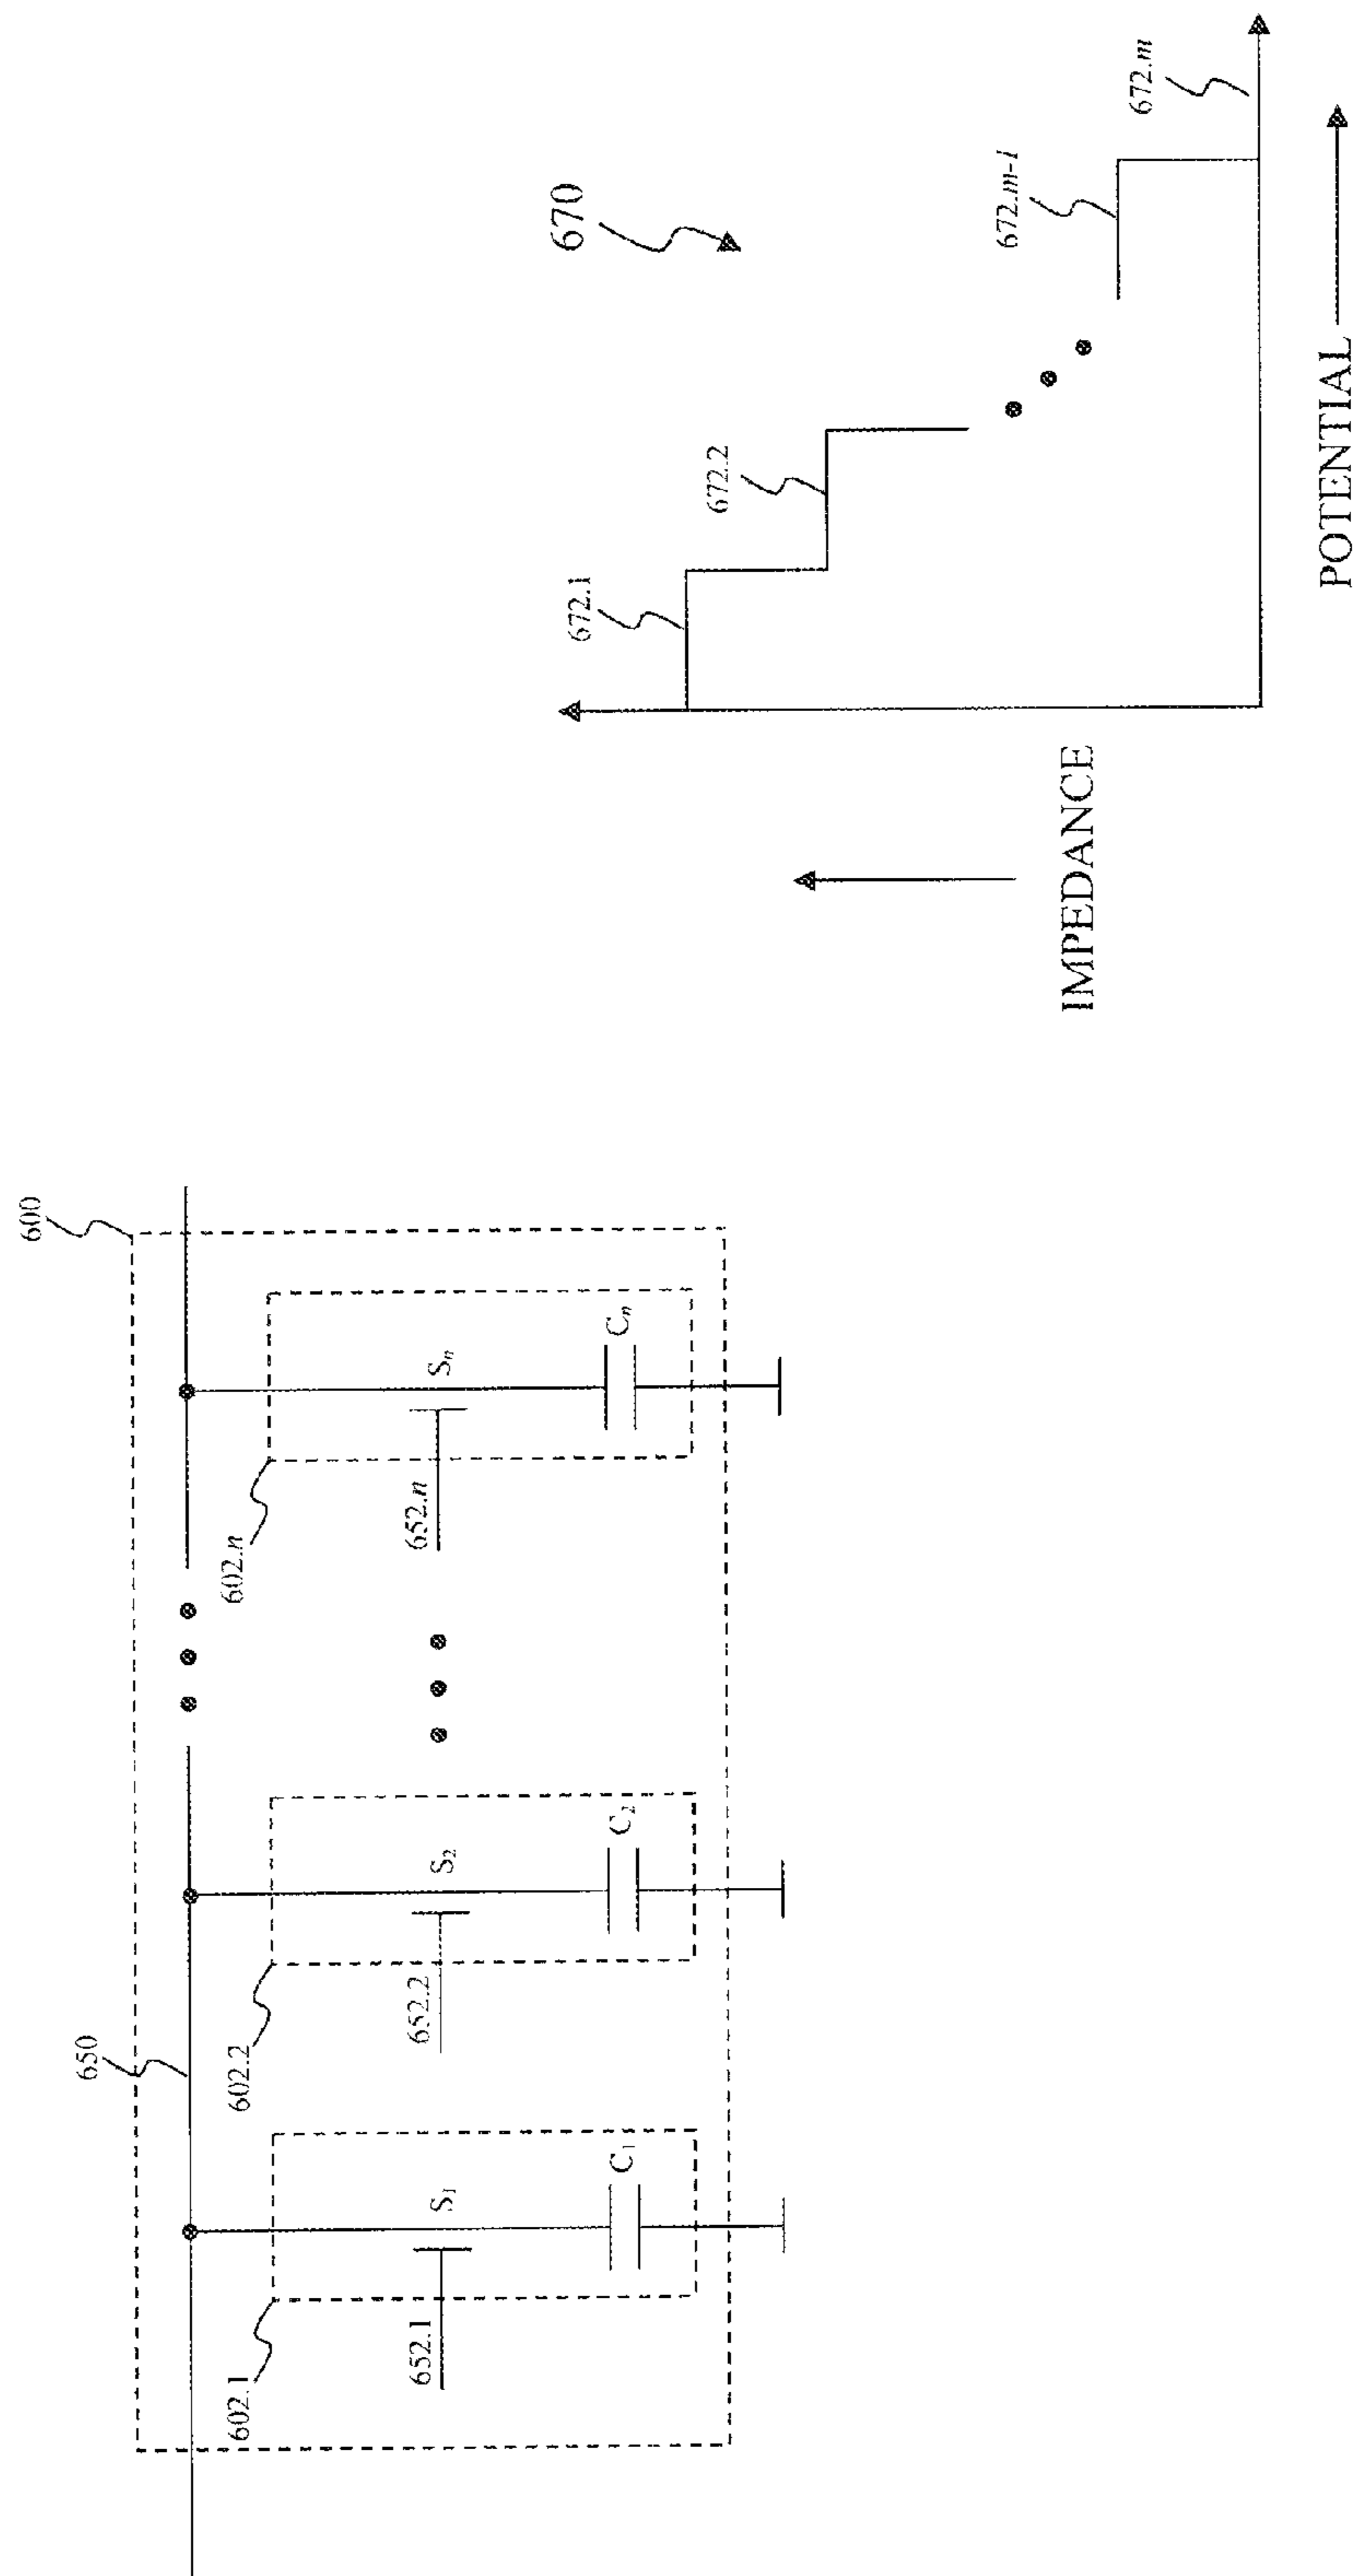 600
650
602.1
652.1
S1
C1
602.2
652.2
S2
C2
602.n
652.n
Sn
Cn
670
672.1
672.2
672.m-1
672.m
IMPEDANCE
POTENTIAL